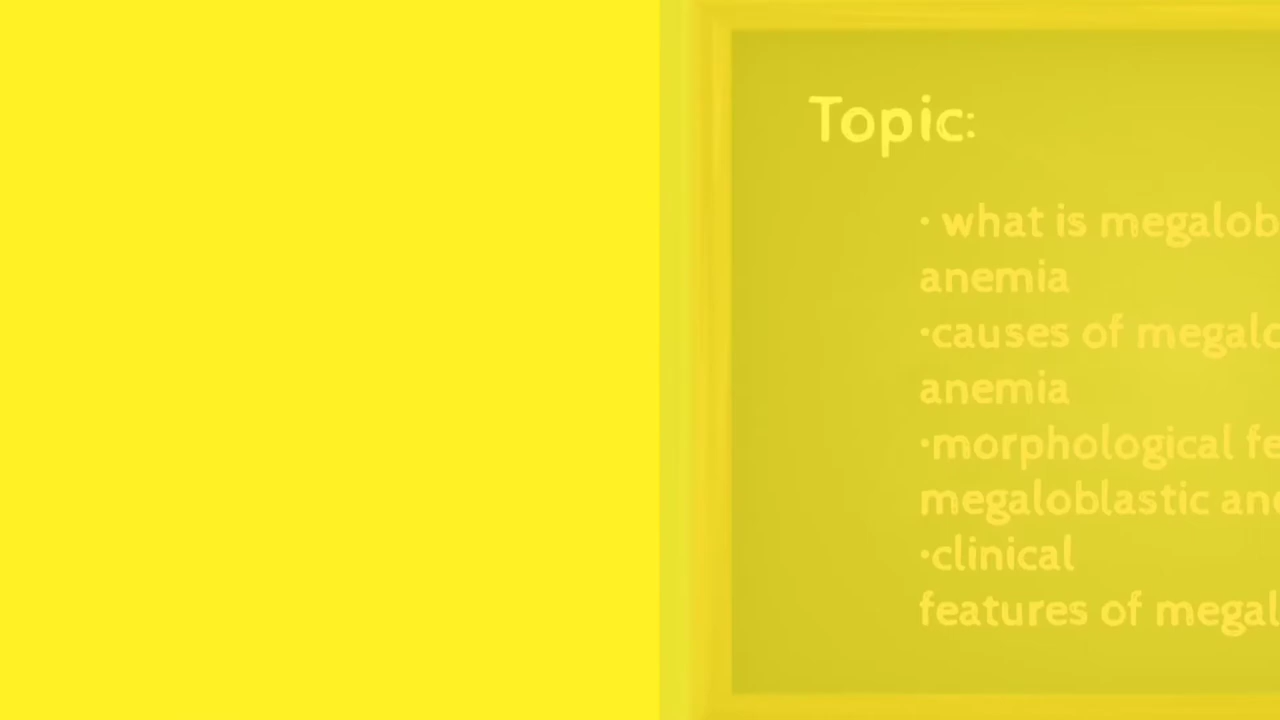 Topic:
• what is megalob
anemia
•causes of megalo
anemia
•morphological fe
megaloblastic ane
•clinical
features of megal